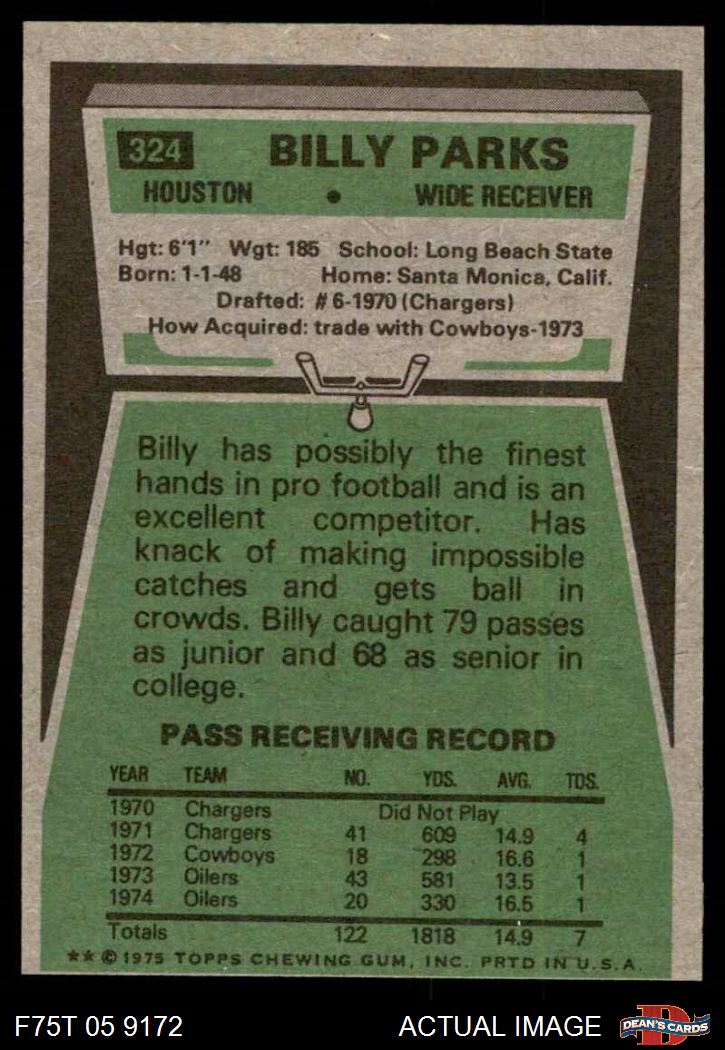 324 BILLY PARKS
HOUSTON • WIDE RECEIVER
Hgt: 6'1" Wgt: 185 School: Long Beach State
Born: 1-1-48 Home: Santa Monica, Calif.
Drafted: #6-1970 (Chargers)
How Acquired: trade with Cowboys-1973
Billy has possibly the finest
hands in pro football and is an
excellent competitor. Has
knack of making impossible
catches and gets ball in
crowds. Billy caught 79 passes
as junior and 68 as senior in
college.
PASS RECEIVING RECORD
YEAR TEAM NO. YDS. AVG. TDS.
1970 Chargers Did Not Play
1971 Chargers 41 609 14.9 4
1972 Cowboys 18 298 16.6 1
1973 Oilers 43 581 13.5 1
1974 Oilers 20 330 16.5 1
Totals 122 1818 14.9 7
** © 1975 TOPPS CHEWING GUM, INC. PRTD IN U.S.A.
F75T 05 9172 ACTUAL IMAGE D DEAN'S CARDS